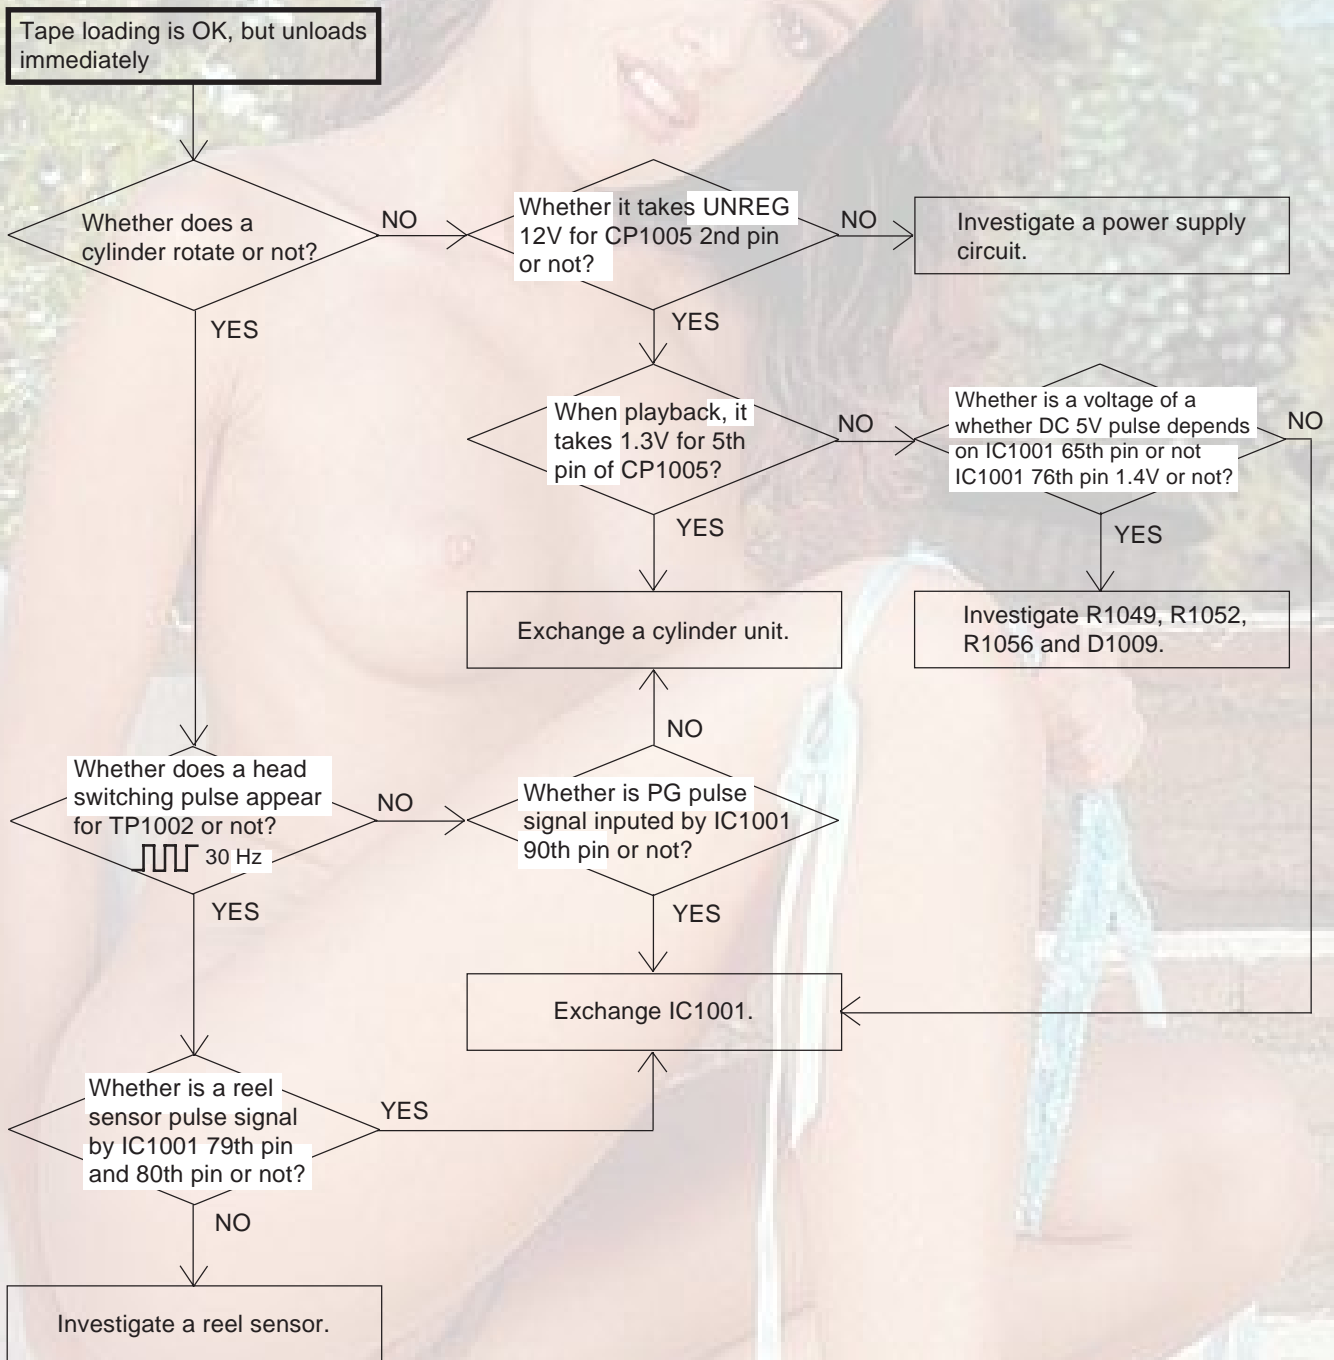 Tape loading is OK, but unloads
immediately
Whether does a
cylinder rotate or not?
NO
Whether it takes UNREG
12V for CP1005 2nd pin
or not?
NO
Investigate a power supply
circuit.
YES
YES
When playback, it
takes 1.3V for 5th
pin of CP1005?
NO
Whether is a voltage of a
whether DC 5V pulse depends
on IC1001 65th pin or not
IC1001 76th pin 1.4V or not?
NO
YES
YES
Exchange a cylinder unit.
Investigate R1049, R1052,
R1056 and D1009.
NO
Whether does a head
switching pulse appear
for TP1002 or not?
30 Hz
NO
Whether is PG pulse
signal inputed by IC1001
90th pin or not?
YES
YES
Exchange IC1001.
Whether is a reel
sensor pulse signal
by IC1001 79th pin
and 80th pin or not?
YES
NO
Investigate a reel sensor.